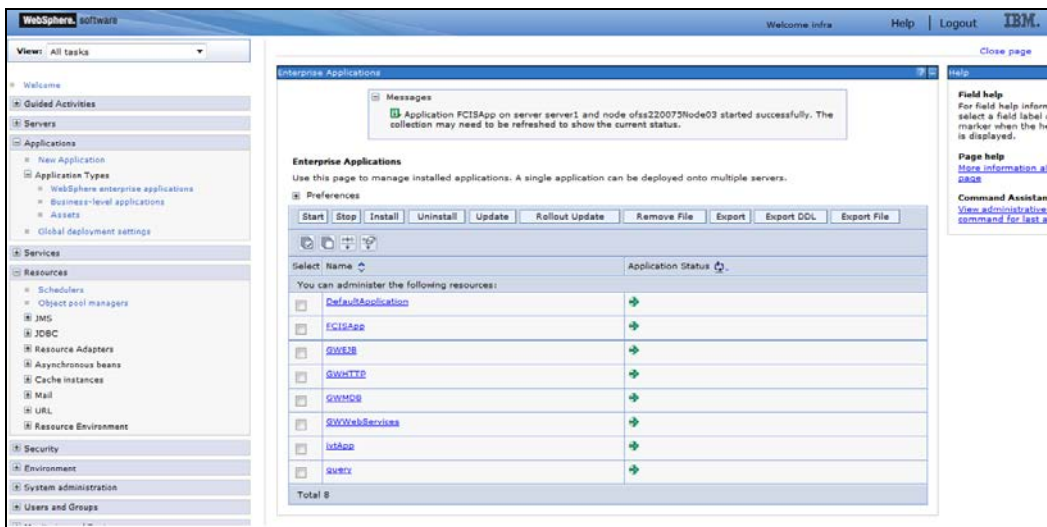 WebSphere. software
Welcome infra
Help | Logout
IBM.
View: All tasks
Close page
Welcome
Guided Activities
Servers
Applications
New Application
Application Types
WebSphere enterprise applications
Business-level applications
Assets
Global deployment settings
Services
Resources
Schedulers
Object pool managers
JMS
JDBC
Resource Adapters
Asynchronous beans
Cache instances
Mail
URL
Resource Environment
Security
Environment
System administration
Users and Groups
Enterprise Applications
Messages
Application FCISApp on server server1 and node ofss220075Node03 started successfully. The
collection may need to be refreshed to show the current status.
Enterprise Applications
Use this page to manage installed applications. A single application can be deployed onto multiple servers.
Preferences
Start Stop Install Uninstall Update Rollout Update Remove File Export Export DDL Export File
Select Name Application Status
You can administer the following resources:
DefaultApplication
FCISApp
GWEJB
GWHTTP
GWMDB
GWWebServices
ivtApp
query
Total 8
Help
Field help
For field help inform
select a field label
marker when the he
is displayed.
Page help
More information a
page
Command Assistan
View administrative
command for last a